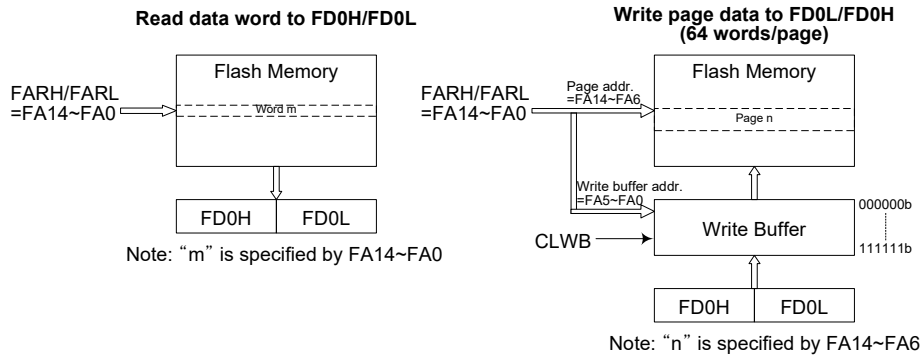 Read data word to FD0H/FD0L
Flash Memory
FARH/FARL
=FA14~FA0
Word m
FD0H
FD0L
Note: “m” is specified by FA14~FA0
Write page data to FD0L/FD0H
(64 words/page)
Flash Memory
FARH/FARL
=FA14~FA0
Page addr.
=FA14~FA6
Page n
Write buffer addr.
=FA5~FA0
CLWB
Write Buffer
000000b
111111b
FD0H
FD0L
Note: “n” is specified by FA14~FA6